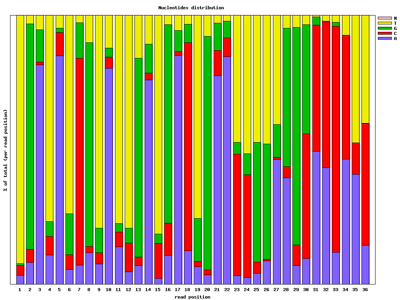 Nucleotides distribution
N
T
G
C
A
% of total (per read position)
1 2 3 4 5 6 7 8 9 10 11 12 13 14 15 16 17 18 19 20 21 22 23 24 25 26 27 28 29 30 31 32 33 34 35 36
read position